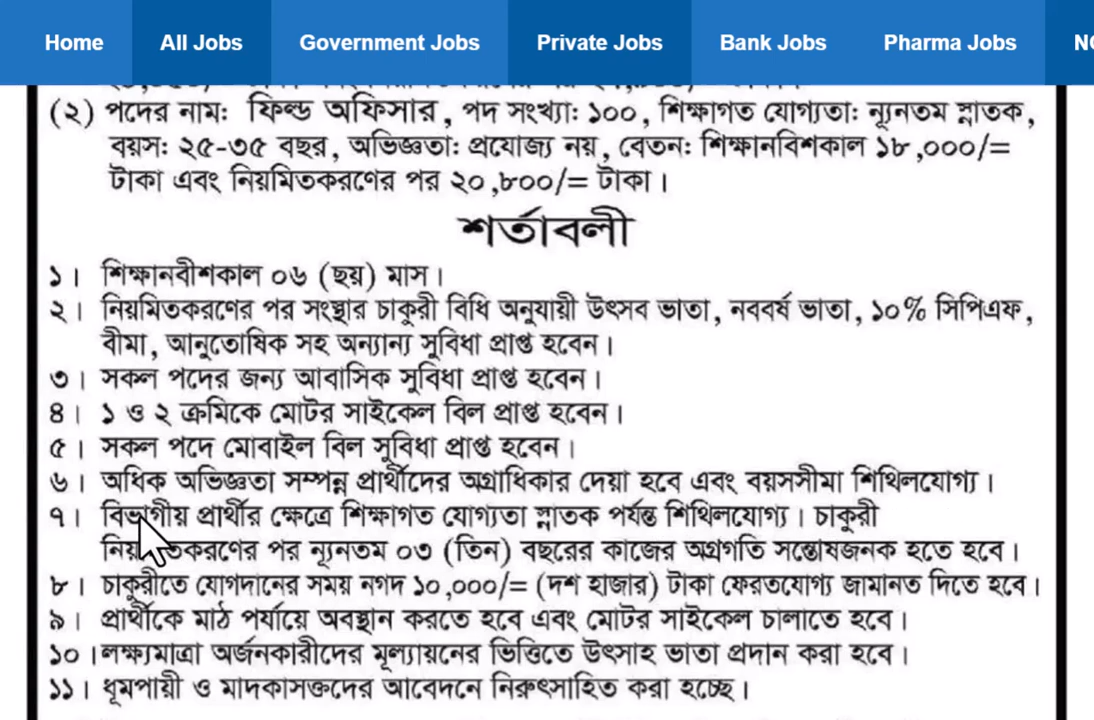 Home All Jobs Government Jobs Private Jobs Bank Jobs Pharma Jobs
(২) পদের নাম: ফিল্ড অফিসার, পদ সংখ্যা: ১০০, শিক্ষাগত যোগ্যতা: ন্যূনতম স্নাতক,
বয়স: ২৫-৩৫ বছর, অভিজ্ঞতা: প্রযোজ্য নয়, বেতন: শিক্ষানবিশকাল ১৮,০০০/=
টাকা এবং নিয়মিতকরণের পর ২০,৮০০/= টাকা।
শর্তাবলী
১। শিক্ষানবীশকাল ০৬ (ছয়) মাস।
২। নিয়মিতকরণের পর সংস্থার চাকুরী বিধি অনুযায়ী উৎসব ভাতা, নববর্ষ ভাতা, ১০% সিপিএফ,
বীমা, আনুতোষিক সহ অন্যান্য সুবিধা প্রাপ্ত হবেন।
৩। সকল পদের জন্য আবাসিক সুবিধা প্রাপ্ত হবেন।
৪। ১ ও ২ ক্রমিকে মোটর সাইকেল বিল প্রাপ্ত হবেন।
৫। সকল পদে মোবাইল বিল সুবিধা প্রাপ্ত হবেন।
৬। অধিক অভিজ্ঞতা সম্পন্ন প্রার্থীদের অগ্রাধিকার দেয়া হবে এবং বয়সসীমা শিথিলযোগ্য।
৭। বিভাগীয় প্রার্থীর ক্ষেত্রে শিক্ষাগত যোগ্যতা স্নাতক পর্যন্ত শিথিলযোগ্য। চাকুরী
নিয়মিতকরণের পর ন্যূনতম ০৩ (তিন) বছরের কাজের অগ্রগতি সন্তোষজনক হতে হবে।
৮। চাকুরীতে যোগদানের সময় নগদ ১০,০০০/= (দশ হাজার) টাকা ফেরতযোগ্য জামানত দিতে হবে।
৯। প্রার্থীকে মাঠ পর্যায়ে অবস্থান করতে হবে এবং মোটর সাইকেল চালাতে হবে।
১০।লক্ষ্যমাত্রা অর্জনকারীদের মূল্যায়নের ভিত্তিতে উৎসাহ ভাতা প্রদান করা হবে।
১১। ধূমপায়ী ও মাদকাসক্তদের আবেদনে নিরুৎসাহিত করা হচ্ছে।